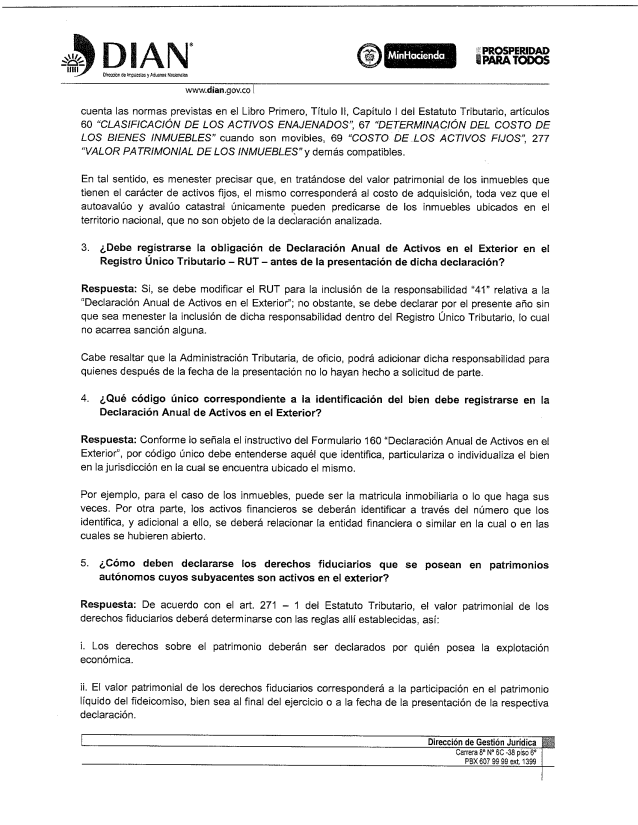 DIAN®
Dirección de Impuestos y Aduanas Nacionales
MinHacienda
PROSPERIDAD
PARA TODOS
www.dian.gov.co
cuenta las normas previstas en el Libro Primero, Título II, Capítulo I del Estatuto Tributario, artículos
60 "CLASIFICACIÓN DE LOS ACTIVOS ENAJENADOS", 67 "DETERMINACIÓN DEL COSTO DE
LOS BIENES INMUEBLES" cuando son movibles, 69 "COSTO DE LOS ACTIVOS FIJOS", 277
"VALOR PATRIMONIAL DE LOS INMUEBLES" y demás compatibles.
En tal sentido, es menester precisar que, en tratándose del valor patrimonial de los inmuebles que
tienen el carácter de activos fijos, el mismo corresponderá al costo de adquisición, toda vez que el
autoavalúo y avalúo catastral únicamente pueden predicarse de los inmuebles ubicados en el
territorio nacional, que no son objeto de la declaración analizada.
3. ¿Debe registrarse la obligación de Declaración Anual de Activos en el Exterior en el
Registro Único Tributario – RUT – antes de la presentación de dicha declaración?
Respuesta: Si, se debe modificar el RUT para la inclusión de la responsabilidad "41" relativa a la
"Declaración Anual de Activos en el Exterior"; no obstante, se debe declarar por el presente año sin
que sea menester la inclusión de dicha responsabilidad dentro del Registro Único Tributario, lo cual
no acarrea sanción alguna.
Cabe resaltar que la Administración Tributaria, de oficio, podrá adicionar dicha responsabilidad para
quienes después de la fecha de la presentación no lo hayan hecho a solicitud de parte.
4. ¿Qué código único correspondiente a la identificación del bien debe registrarse en la
Declaración Anual de Activos en el Exterior?
Respuesta: Conforme lo señala el instructivo del Formulario 160 "Declaración Anual de Activos en el
Exterior", por código único debe entenderse aquél que identifica, particulariza o individualiza el bien
en la jurisdicción en la cual se encuentra ubicado el mismo.
Por ejemplo, para el caso de los inmuebles, puede ser la matricula inmobiliaria o lo que haga sus
veces. Por otra parte, los activos financieros se deberán identificar a través del número que los
identifica, y adicional a ello, se deberá relacionar la entidad financiera o similar en la cual o en las
cuales se hubieren abierto.
5. ¿Cómo deben declararse los derechos fiduciarios que se posean en patrimonios
autónomos cuyos subyacentes son activos en el exterior?
Respuesta: De acuerdo con el art. 271 – 1 del Estatuto Tributario, el valor patrimonial de los
derechos fiduciarios deberá determinarse con las reglas allí establecidas, así:
i. Los derechos sobre el patrimonio deberán ser declarados por quién posea la explotación
económica.
ii. El valor patrimonial de los derechos fiduciarios corresponderá a la participación en el patrimonio
líquido del fideicomiso, bien sea al final del ejercicio o a la fecha de la presentación de la respectiva
declaración.
Dirección de Gestión Jurídica
Carrera 8ª Nº 6C -38 piso 6º
PBX 607 99 99 ext. 1399